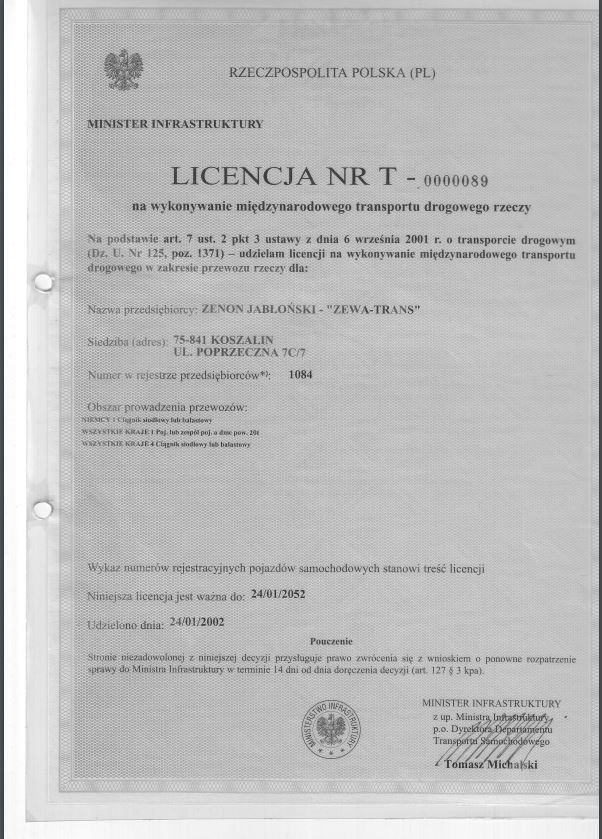 RZECZPOSPOLITA POLSKA (PL)
MINISTER INFRASTRUKTURY
LICENCJA NR T - 0000089
na wykonywanie międzynarodowego transportu drogowego rzeczy
Na podstawie art. 7 ust. 2 pkt 3 ustawy z dnia 6 września 2001 r. o transporcie drogowym
(Dz. U. Nr 125, poz. 1371) – udzielam licencji na wykonywanie międzynarodowego transportu
drogowego w zakresie przewozu rzeczy dla:
Nazwa przedsiębiorcy: ZENON JABŁOŃSKI - "ZEWA-TRANS"
Siedziba (adres): 75-841 KOSZALIN
UL. POPRZECZNA 7C/7
Numer w rejestrze przedsiębiorców*⁾: 1084
Obszar prowadzenia przewozów:
NIEMCY 1 Ciągnik siodłowy lub balastowy
WSZYSTKIE KRAJE 1 Poj. lub zespół poj. o dmc pow. 20t
WSZYSTKIE KRAJE 4 Ciągnik siodłowy lub balastowy
Wykaz numerów rejestracyjnych pojazdów samochodowych stanowi treść licencji
Niniejsza licencja jest ważna do: 24/01/2052
Udzielono dnia: 24/01/2002
Pouczenie
Stronie niezadowolonej z niniejszej decyzji przysługuje prawo zwrócenia się z wnioskiem o ponowne rozpatrzenie
sprawy do Ministra Infrastruktury w terminie 14 dni od dnia doręczenia decyzji (art. 127 § 3 kpa).
MINISTERSTWO INFRASTRUKTURY
MINISTER INFRASTRUKTURY
z up. Ministra Infrastruktury
p.o. Dyrektora Departamentu
Transportu Samochodowego
Tomasz Michalski